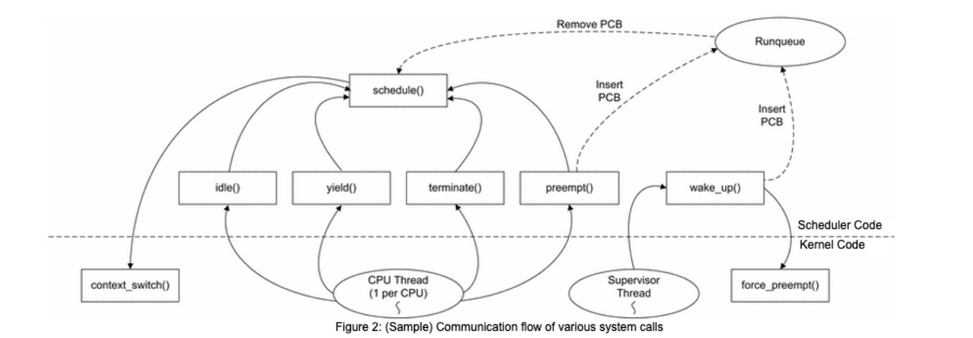 Remove PCB
Runqueue
schedule()
Insert
PCB
Insert
PCB
idle()
yield()
terminate()
preempt()
wake_up()
Scheduler Code
Kernel Code
context_switch()
CPU Thread
(1 per CPU)
Supervisor
Thread
force_preempt()
Figure 2: (Sample) Communication flow of various system calls